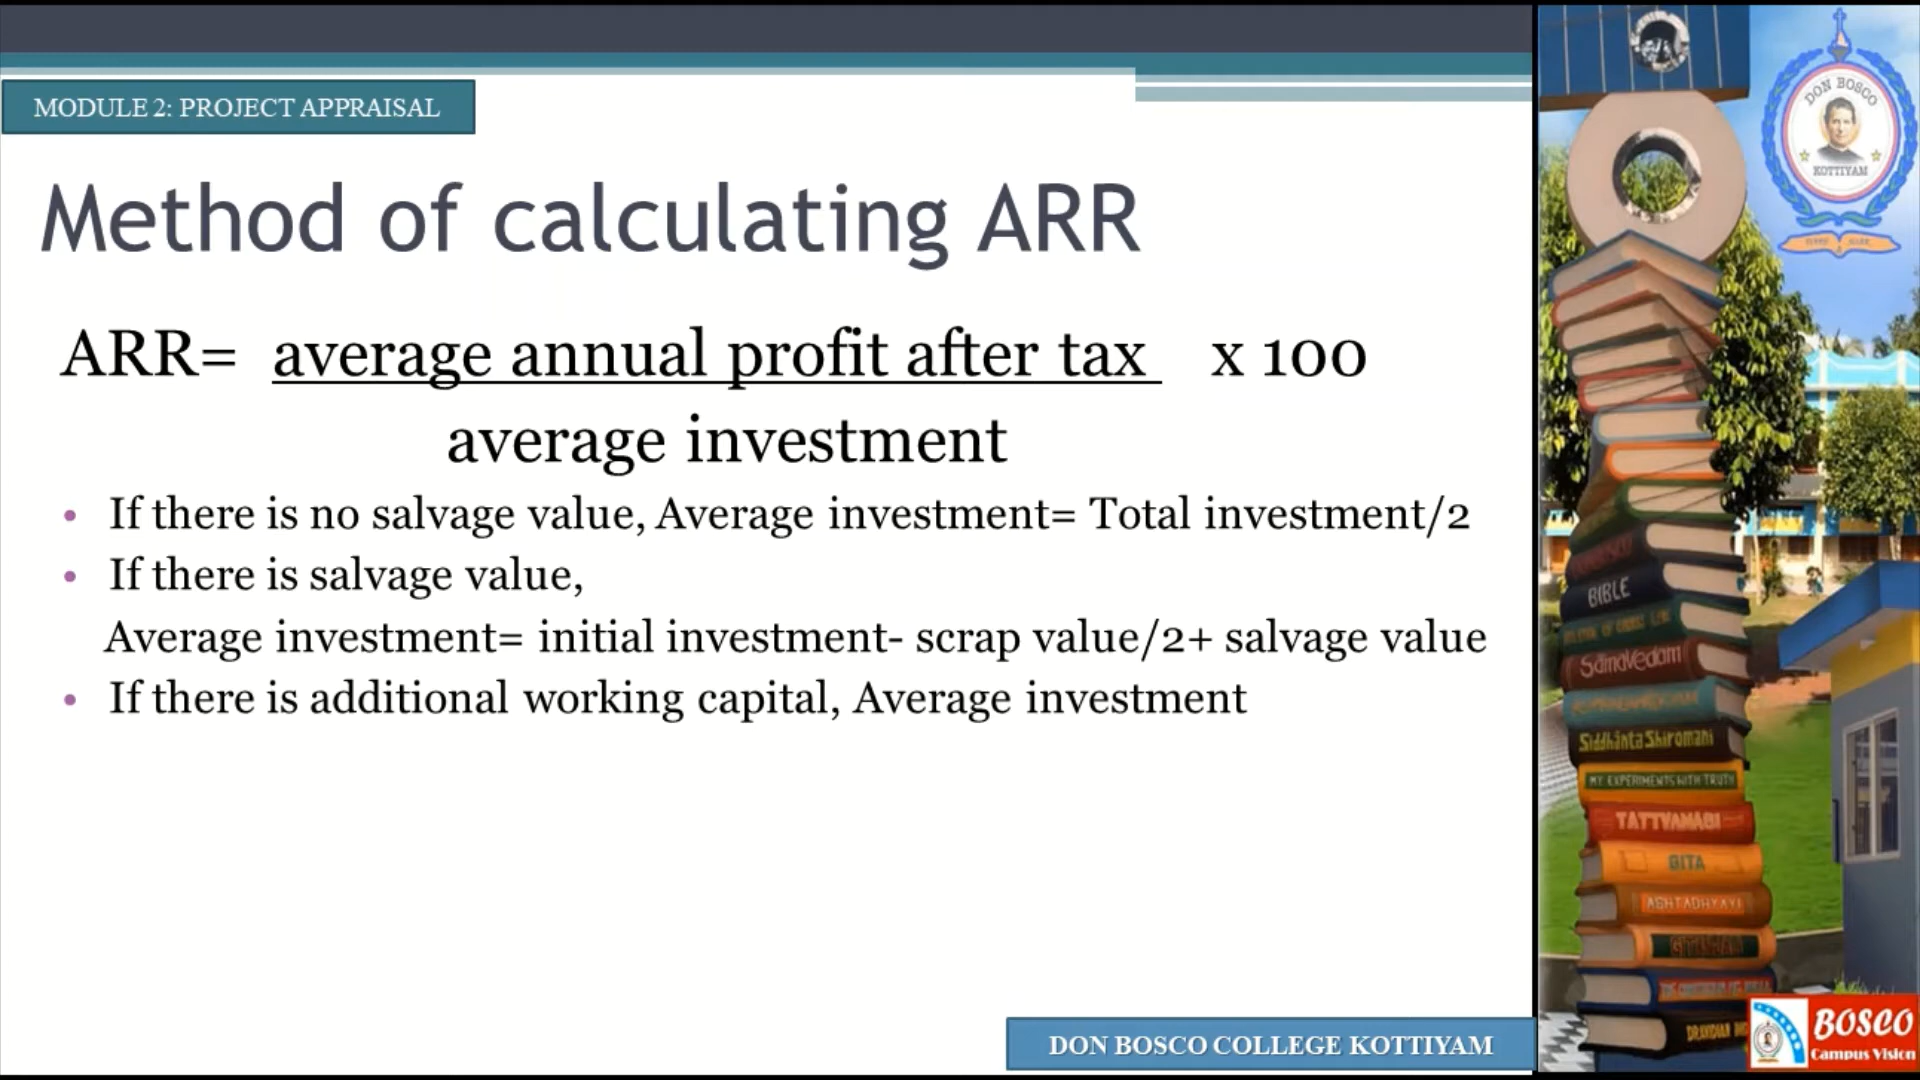 MODULE 2: PROJECT APPRAISAL
Method of calculating ARR
ARR= average annual profit after tax x 100
average investment
• If there is no salvage value, Average investment= Total investment/2
• If there is salvage value,
Average investment= initial investment- scrap value/2+ salvage value
• If there is additional working capital, Average investment
DON BOSCO COLLEGE KOTTIYAM
DON BOSCO
KOTTIYAM
BIBLE
SamaVedam
Siddhanta Shiromani
MY EXPERIMENTS WITH TRUTH
TATTVAMASI
GITA
ASHTADHYAYI
BOSCO
Campus Vision